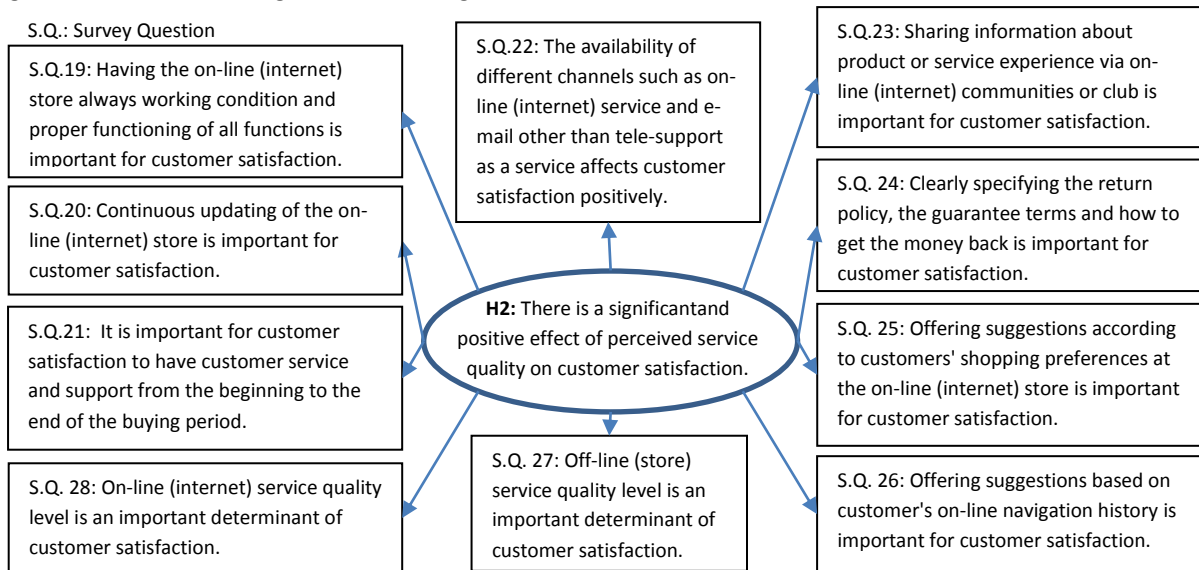 S.Q.: Survey Question
S.Q.19: Having the on-line (internet)
store always working condition and
proper functioning of all functions is
important for customer satisfaction.
S.Q.20: Continuous updating of the on-
line (internet) store is important for
customer satisfaction.
S.Q.21:  It is important for customer
satisfaction to have customer service
and support from the beginning to the
end of the buying period.
S.Q. 28: On-line (internet) service quality
level is an important determinant of
customer satisfaction.
S.Q.22: The availability of
different channels such as on-
line (internet) service and e-
mail other than tele-support
as a service affects customer
satisfaction positively.
H2: There is a significantand
positive effect of perceived service
quality on customer satisfaction.
S.Q. 27: Off-line (store)
service quality level is an
important determinant of
customer satisfaction.
S.Q.23: Sharing information about
product or service experience via on-
line (internet) communities or club is
important for customer satisfaction.
S.Q. 24: Clearly specifying the return
policy, the guarantee terms and how to
get the money back is important for
customer satisfaction.
S.Q. 25: Offering suggestions according
to customers' shopping preferences at
the on-line (internet) store is important
for customer satisfaction.
S.Q. 26: Offering suggestions based on
customer's on-line navigation history is
important for customer satisfaction.